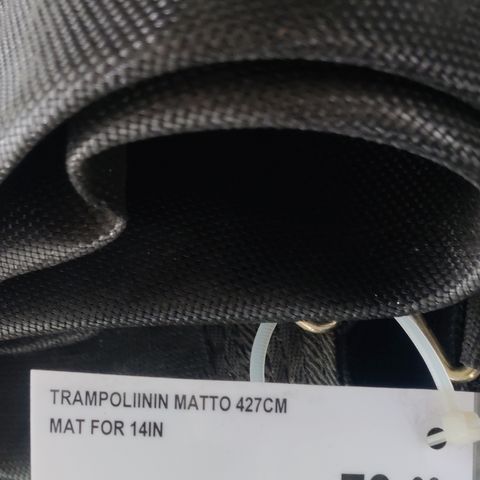 TRAMPOLIININ MATTO 427CM
MAT FOR 14IN